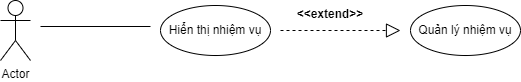 <<extend>>
Hiển thị nhiệm vụ
Quản lý nhiệm vụ
Actor